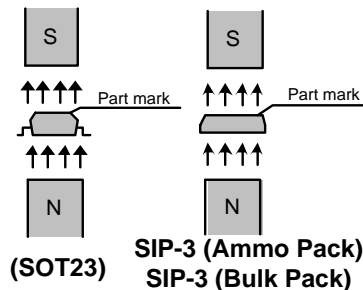 S
S
Part mark
Part mark
N
N
(SOT23)
SIP-3 (Ammo Pack)
SIP-3 (Bulk Pack)